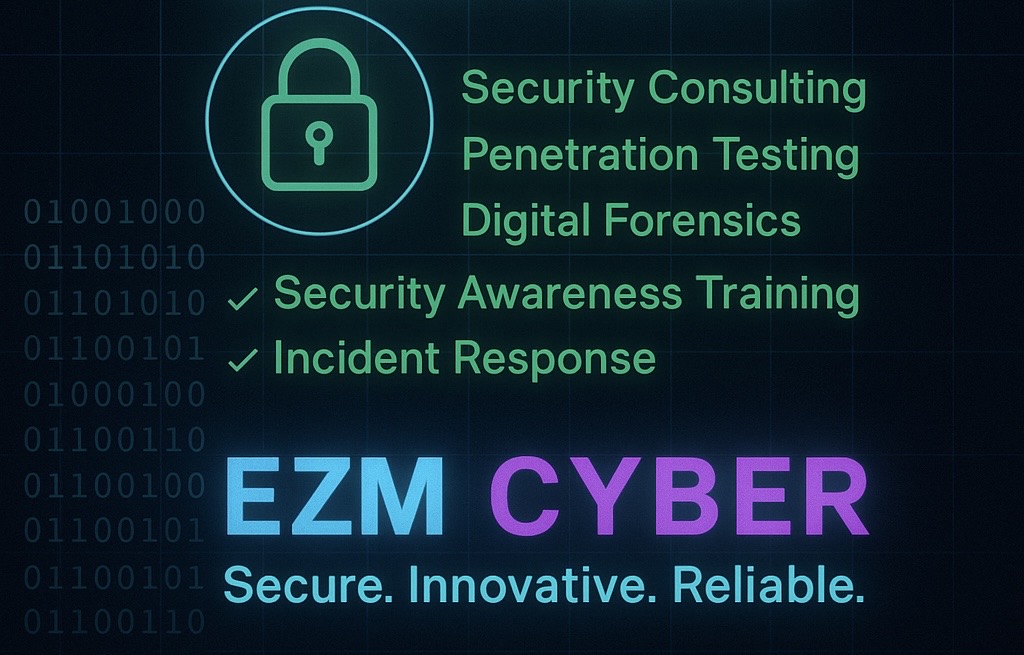 Security Consulting
Penetration Testing
Digital Forensics
✓ Security Awareness Training
✓ Incident Response
01001000
01101010
01101010
01100101
01000100
01100110
01100100
01100101
01100101
01100110
EZM CYBER
Secure. Innovative. Reliable.